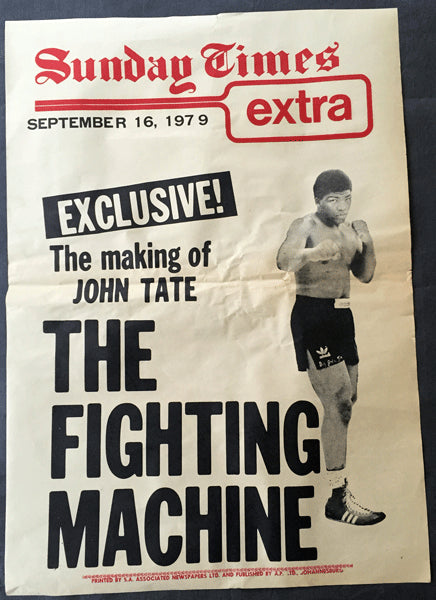 Sunday Times
extra
SEPTEMBER 16, 1979
EXCLUSIVE!
The making of
JOHN TATE
THE
FIGHTING
MACHINE
PRINTED BY S.A. ASSOCIATED NEWSPAPERS LTD. AND PUBLISHED BY A.P. LTD., JOHANNESBURG